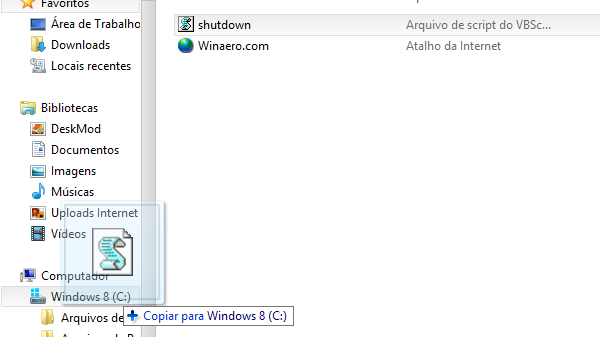 Favoritos
Área de Trabalho
Downloads
Locais recentes
Bibliotecas
DeskMod
Documentos
Imagens
Músicas
Uploads Internet
Vídeos
Computador
Windows 8 (C:)
Arquivos de
shutdown Arquivo de script do VBSc...
Winaero.com Atalho da Internet
Copiar para Windows 8 (C:)